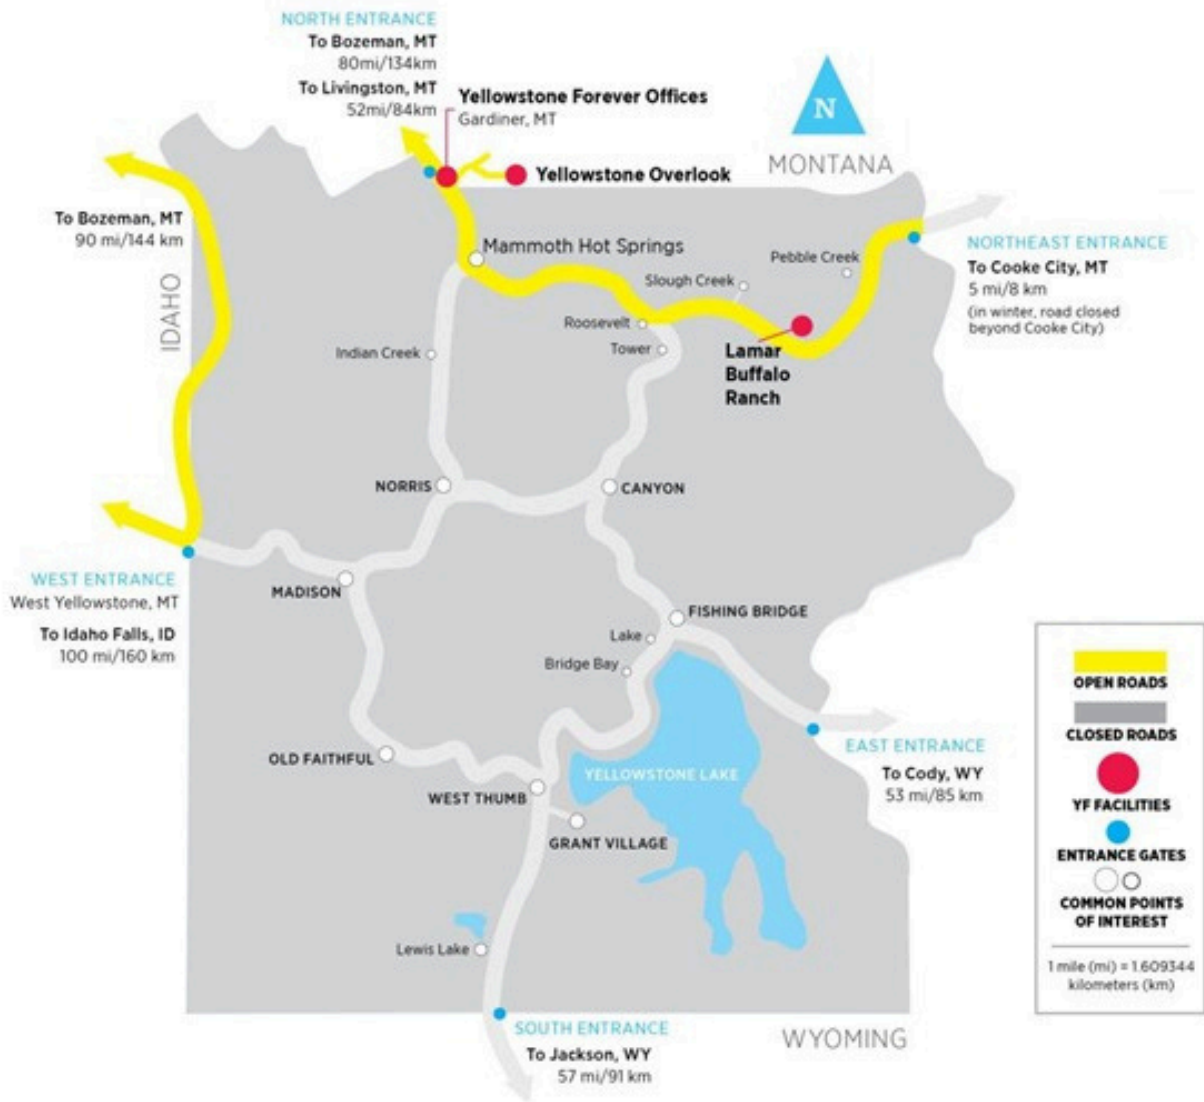 NORTH ENTRANCE
To Bozeman, MT
80mi/134km
To Livingston, MT
52mi/84km
Yellowstone Forever Offices
Gardiner, MT
N
MONTANA
Yellowstone Overlook
To Bozeman, MT
90 mi/144 km
IDAHO
Mammoth Hot Springs
Pebble Creek
Slough Creek
NORTHEAST ENTRANCE
To Cooke City, MT
5 mi/8 km
(in winter, road closed
beyond Cooke City)
Roosevelt
Tower
Indian Creek
Lamar
Buffalo
Ranch
NORRIS
CANYON
WEST ENTRANCE
West Yellowstone, MT
To Idaho Falls, ID
100 mi/160 km
MADISON
FISHING BRIDGE
Lake
Bridge Bay
OLD FAITHFUL
WEST THUMB
GRANT VILLAGE
YELLOWSTONE LAKE
EAST ENTRANCE
To Cody, WY
53 mi/85 km
Lewis Lake
SOUTH ENTRANCE
To Jackson, WY
57 mi/91 km
WYOMING
OPEN ROADS
CLOSED ROADS
YF FACILITIES
ENTRANCE GATES
COMMON POINTS
OF INTEREST
1 mile (mi) = 1.609344
kilometers (km)